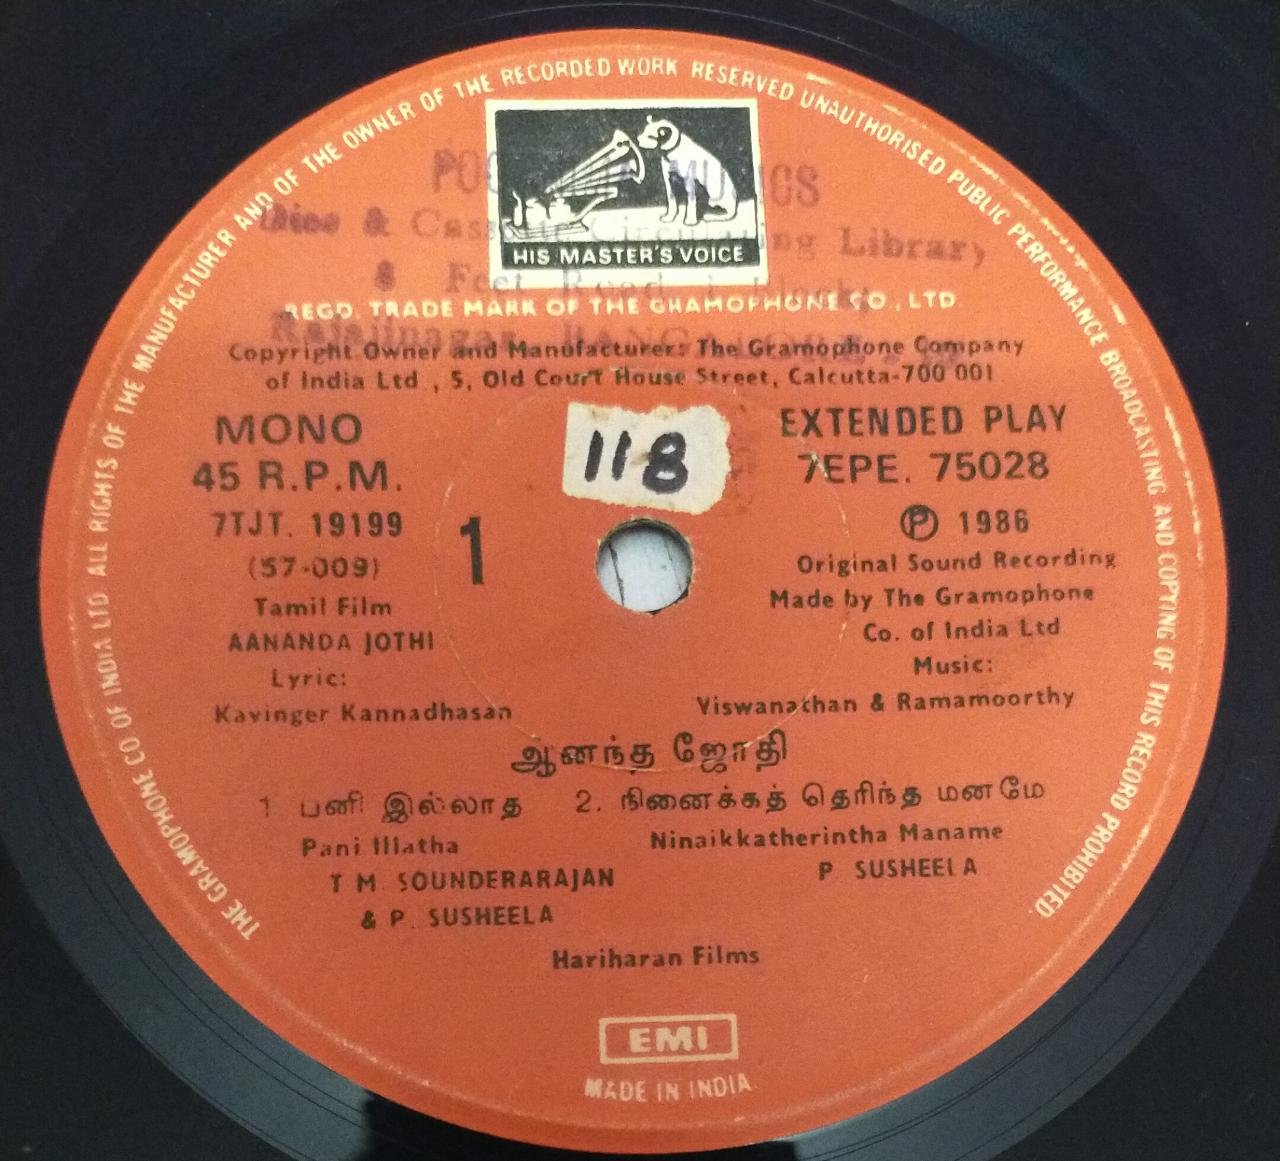 THE GRAMOPHONE CO OF INDIA LTD ALL RIGHTS OF THE MANUFACTURER AND OF THE OWNER OF THE RECORDED WORK RESERVED UNAUTHORISED PUBLIC PERFORMANCE BROADCASTING AND COPYING OF THIS RECORD PROHIBITED
Disc & Circulating Library
HIS MASTER'S VOICE
Feet Road
REGD. TRADE MARK OF THE GRAMOPHONE CO., LTD.
Rajajinagar
Copyright Owner and Manufacturer: The Gramophone Company
of India Ltd , 5, Old Court House Street, Calcutta-700 001
MONO
45 R.P.M.
7TJT. 19199
(57-009)
Tamil Film
AANANDA JOTHI
Lyric:
Kavinger Kannadhasan
118
1
EXTENDED PLAY
7EPE. 75028
Ⓟ 1986
Original Sound Recording
Made by The Gramophone
Co. of India Ltd
Music:
Viswanathan & Ramamoorthy
ஆனந்த ஜோதி
1 பனி இல்லாத 2. நினைக்கத் தெரிந்த மனமே
Pani Illatha Ninaikkatherintha Maname
T M SOUNDERARAJAN P SUSHEELA
& P. SUSHEELA
Hariharan Films
EMI
MADE IN INDIA.